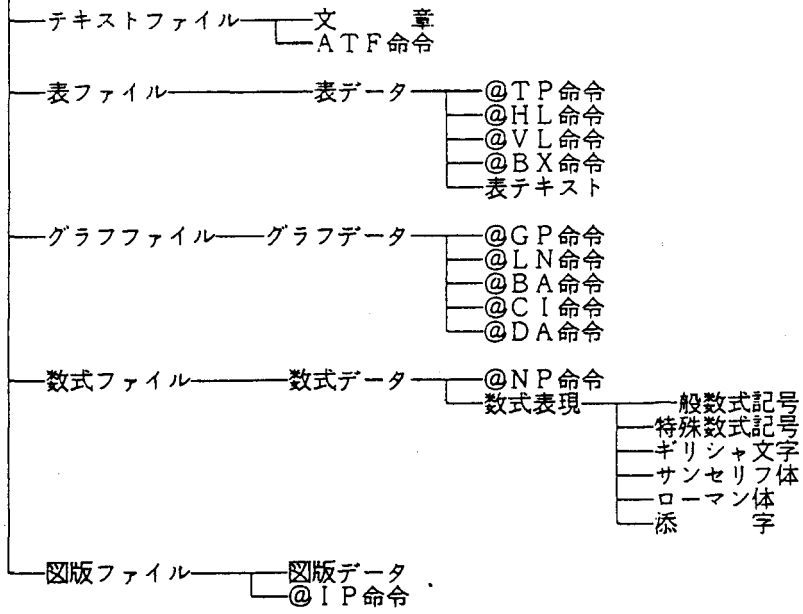 テキストファイル 文 章
ATF命令
表ファイル 表データ @TP命令
@HL命令
@VL命令
@BX命令
表テキスト
グラフファイル グラフデータ @GP命令
@LN命令
@BA命令
@CI命令
@DA命令
数式ファイル 数式データ @NP命令
数式表現 一般数式記号
特殊数式記号
ギリシャ文字
サンセリフ体
ローマン体
添 字
図版ファイル 図版データ
@IP命令